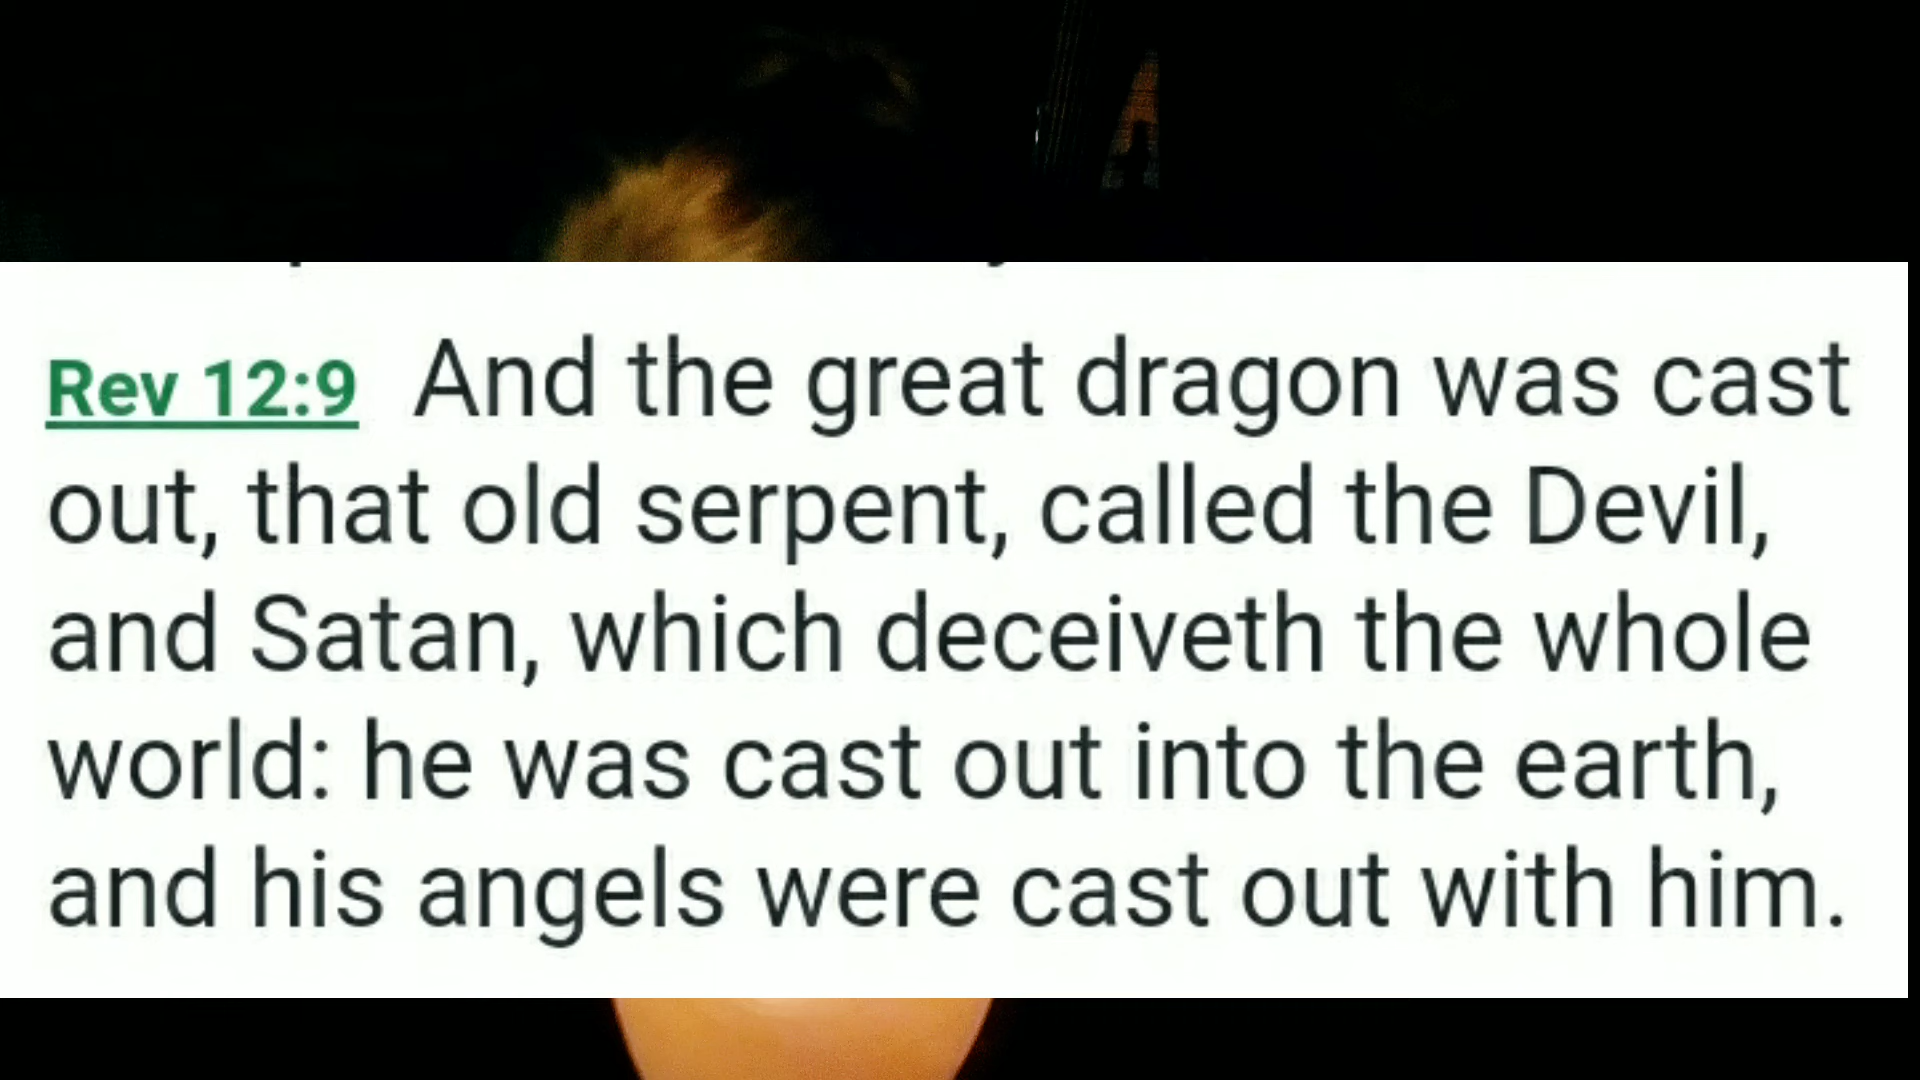 Rev 12:9 And the great dragon was cast
out, that old serpent, called the Devil,
and Satan, which deceiveth the whole
world: he was cast out into the earth,
and his angels were cast out with him.